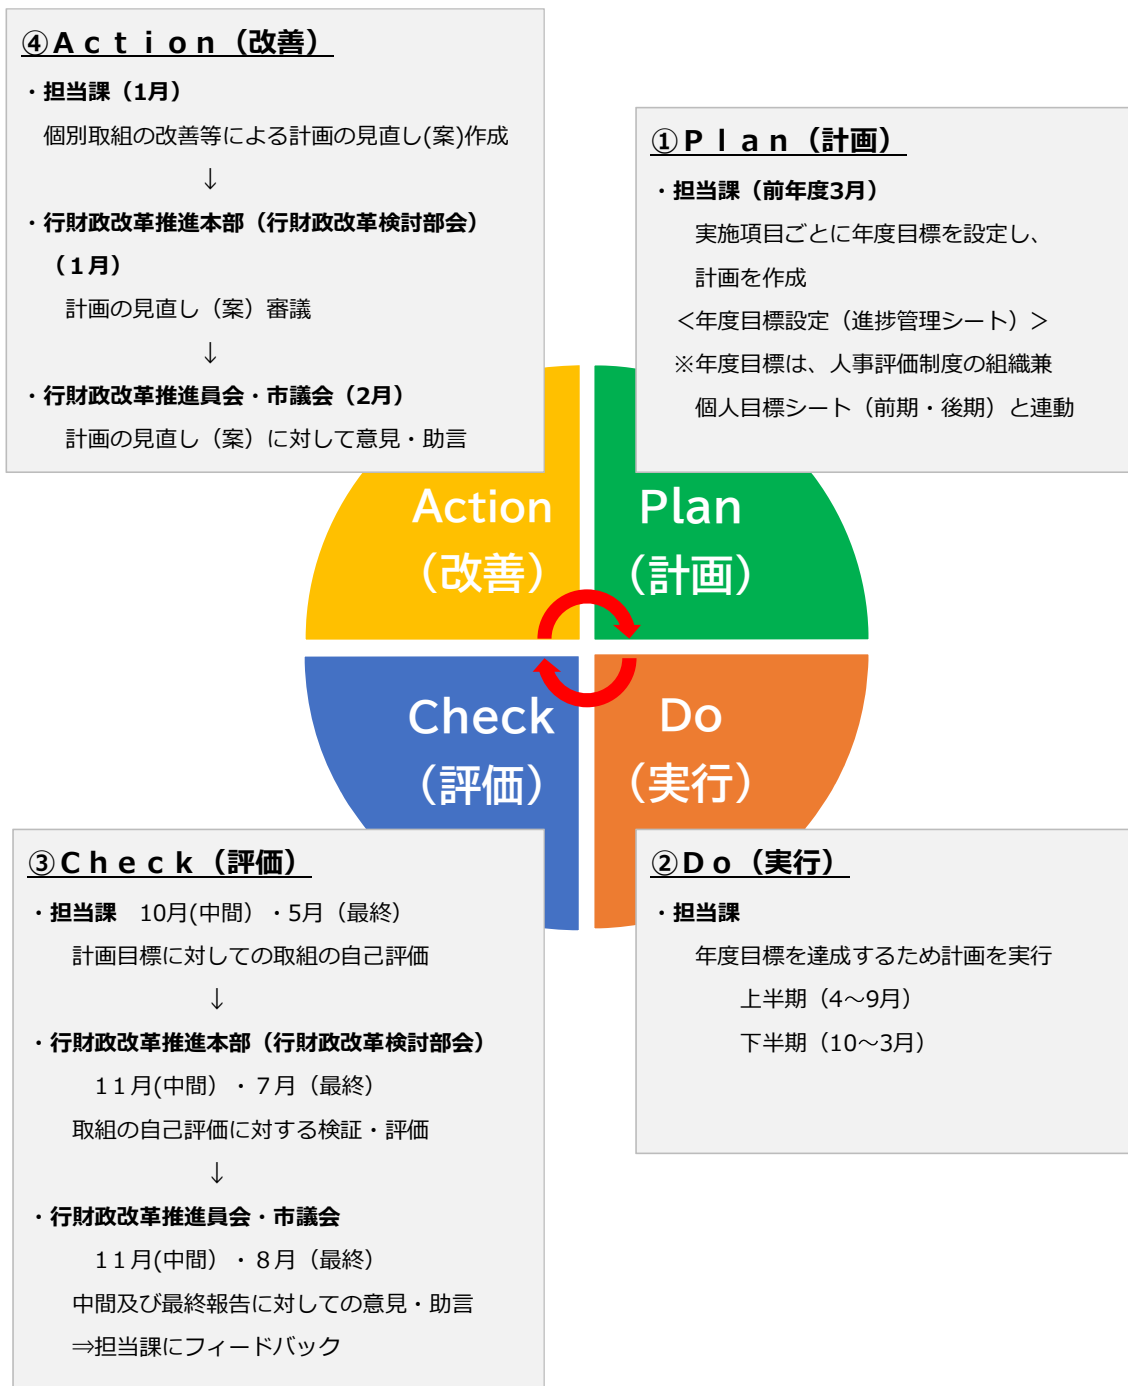 ④Ａｃｔｉｏｎ（改善）
・担当課（1月）
個別取組の改善等による計画の見直し(案)作成
↓
・行財政改革推進本部（行財政改革検討部会）
（１月）
計画の見直し（案）審議
↓
・行財政改革推進員会・市議会（2月）
計画の見直し（案）に対して意見・助言
①Ｐｌａｎ（計画）
・担当課（前年度3月）
実施項目ごとに年度目標を設定し、
計画を作成
＜年度目標設定（進捗管理シート）＞
※年度目標は、人事評価制度の組織兼
個人目標シート（前期・後期）と連動
Action
（改善）
Plan
（計画）
Check
（評価）
Do
（実行）
③Ｃｈｅｃｋ（評価）
・担当課　10月(中間）・5月（最終）
計画目標に対しての取組の自己評価
↓
・行財政改革推進本部（行財政改革検討部会）
１１月(中間）・７月（最終）
取組の自己評価に対する検証・評価
↓
・行財政改革推進員会・市議会
１１月(中間）・８月（最終）
中間及び最終報告に対しての意見・助言
⇒担当課にフィードバック
②Ｄｏ（実行）
・担当課
年度目標を達成するため計画を実行
上半期（4～9月）
下半期（10～3月）